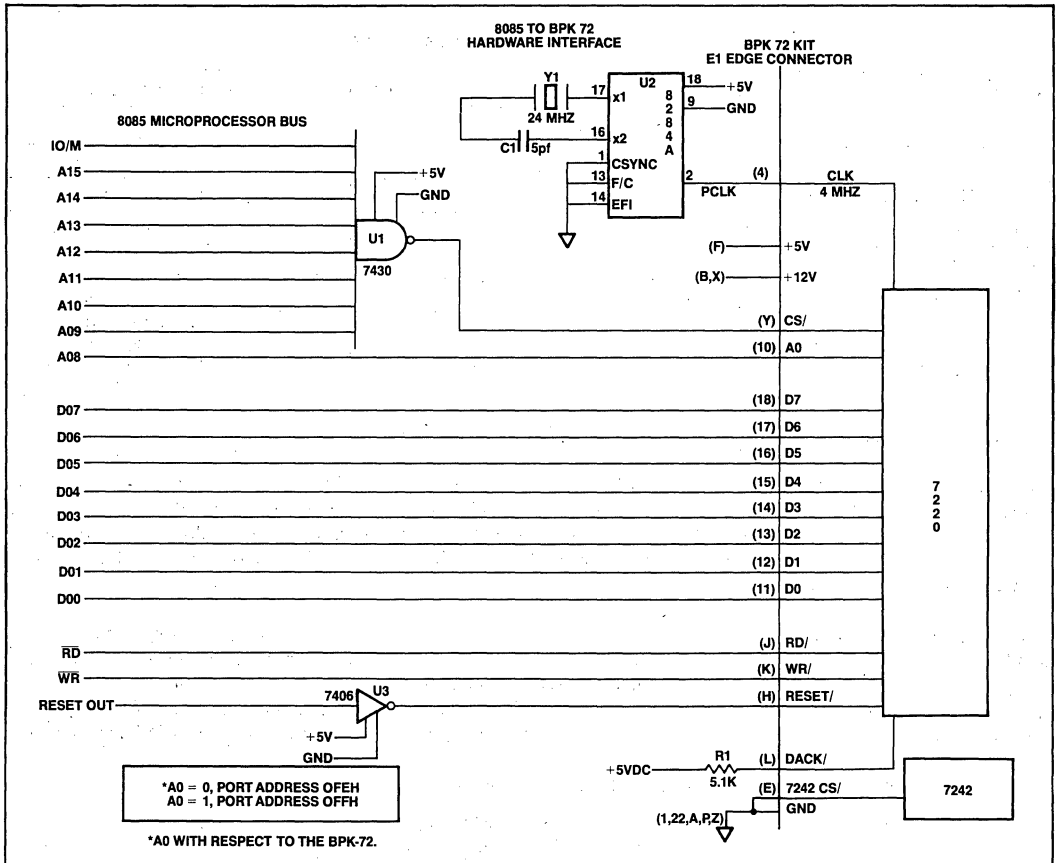 8085 TO BPK 72
HARDWARE INTERFACE
BPK 72 KIT
E1 EDGE CONNECTOR
8085 MICROPROCESSOR BUS
Y1
24 MHZ
C1
5pf
U2
8
2
8
4
A
17
x1
16
x2
1
CSYNC
13
F/C
14
EFI
18
+5V
9
GND
2
PCLK
(4)
CLK
4 MHZ
IO/M
A15
A14
A13
A12
A11
A10
A09
A08
+5V
GND
U1
7430
(F)
+5V
(B,X)
+12V
(Y) CS/
(10) A0
D07
(18) D7
D06
(17) D6
D05
(16) D5
D04
(15) D4
D03
(14) D3
D02
(13) D2
D01
(12) D1
D00
(11) D0
7
2
2
0
RD
(J) RD/
WR
(K) WR/
RESET OUT
7406
U3
(H) RESET/
+5V
GND
+5VDC
R1
5.1K
(L) DACK/
(E) 7242 CS/
GND
(1,22,A,P,Z)
7242
*A0 = 0, PORT ADDRESS OFEH
A0 = 1, PORT ADDRESS OFFH
*A0 WITH RESPECT TO THE BPK-72.